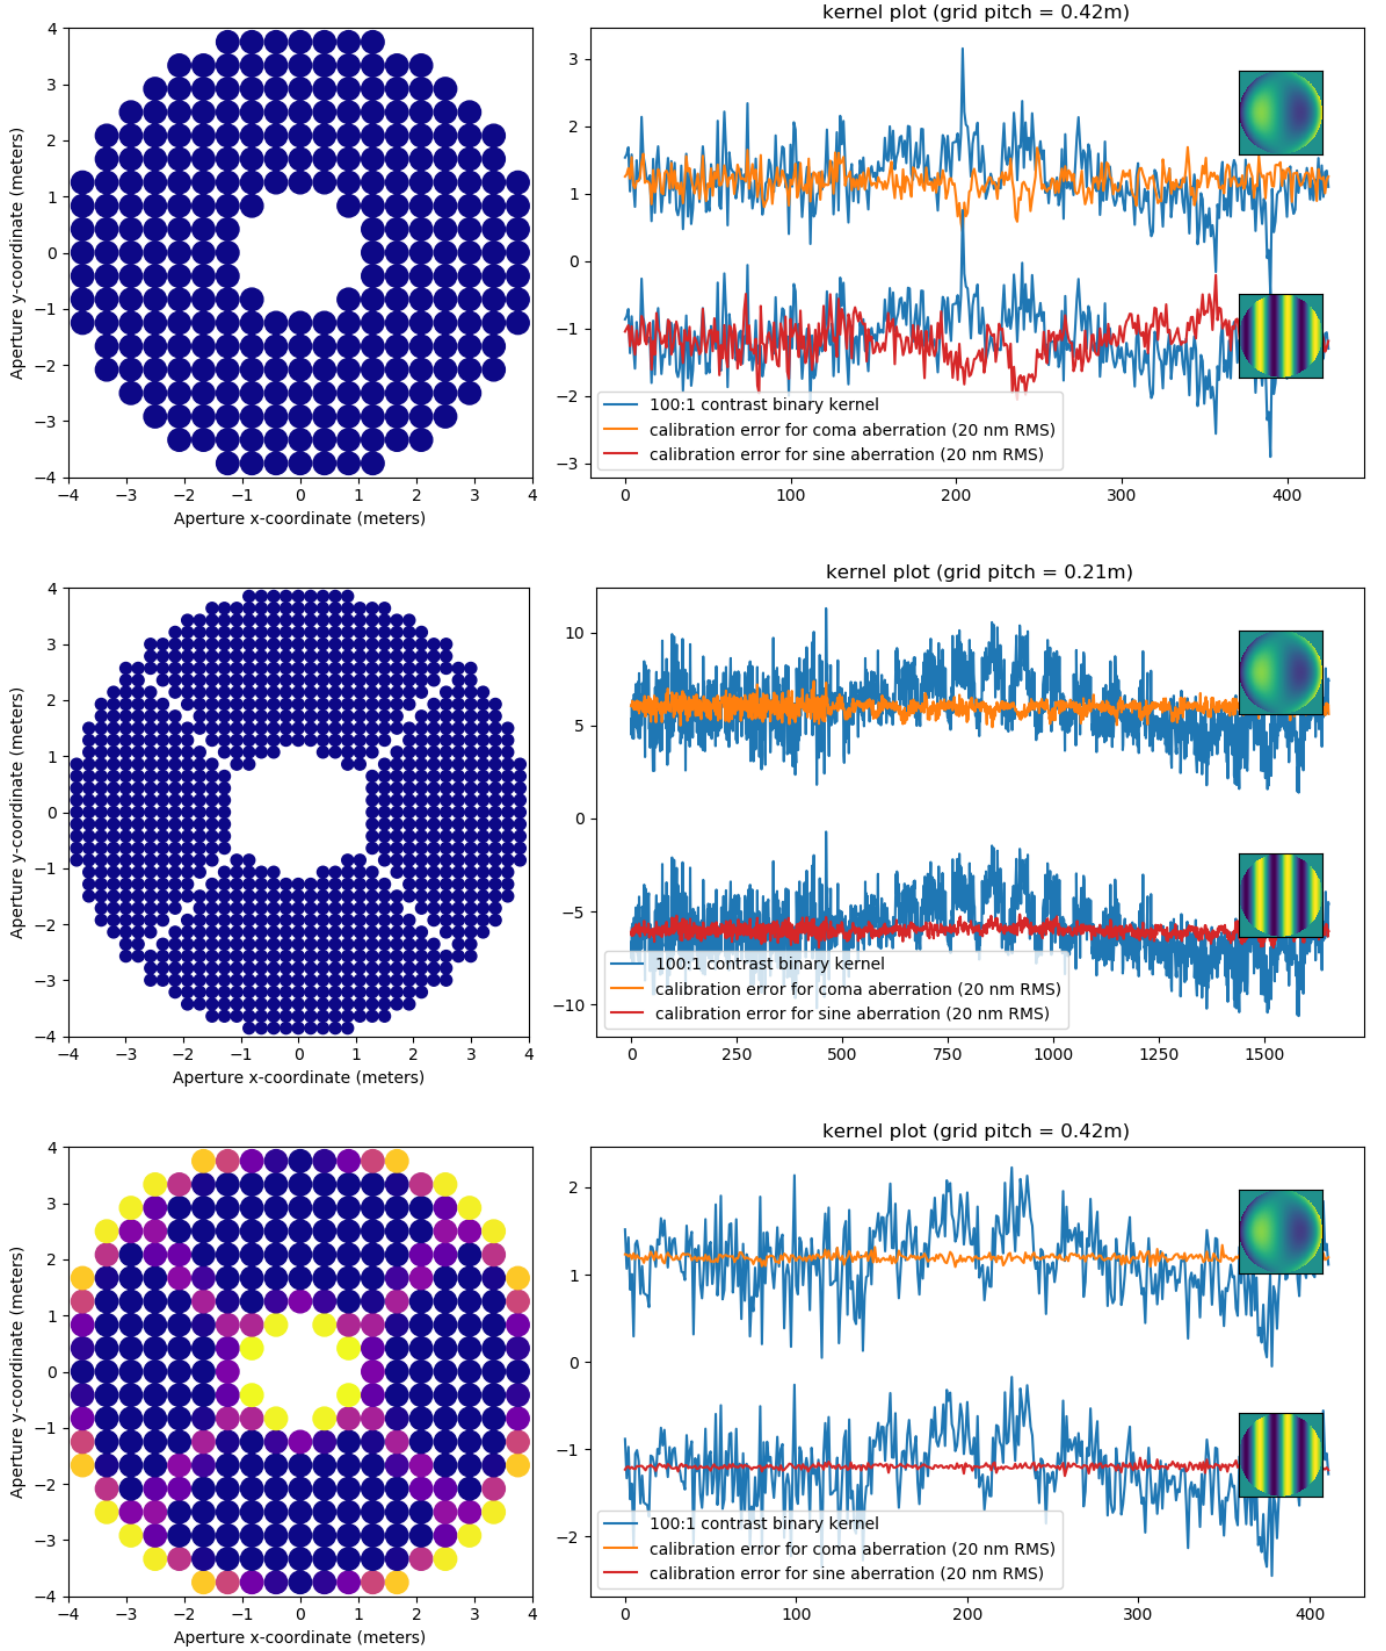 kernel plot (grid pitch = 0.42m)
4
3
2
1
0
−1
−2
−3
−4
Aperture y-coordinate (meters)
−4 −3 −2 −1 0 1 2 3 4
Aperture x-coordinate (meters)
3
2
1
0
−1
−2
−3
100:1 contrast binary kernel
calibration error for coma aberration (20 nm RMS)
calibration error for sine aberration (20 nm RMS)
0 100 200 300 400
kernel plot (grid pitch = 0.21m)
4
3
2
1
0
−1
−2
−3
−4
Aperture y-coordinate (meters)
−4 −3 −2 −1 0 1 2 3 4
Aperture x-coordinate (meters)
10
5
0
−5
−10
100:1 contrast binary kernel
calibration error for coma aberration (20 nm RMS)
calibration error for sine aberration (20 nm RMS)
0 250 500 750 1000 1250 1500
kernel plot (grid pitch = 0.42m)
4
3
2
1
0
−1
−2
−3
−4
Aperture y-coordinate (meters)
−4 −3 −2 −1 0 1 2 3 4
Aperture x-coordinate (meters)
2
1
0
−1
−2
100:1 contrast binary kernel
calibration error for coma aberration (20 nm RMS)
calibration error for sine aberration (20 nm RMS)
0 100 200 300 400